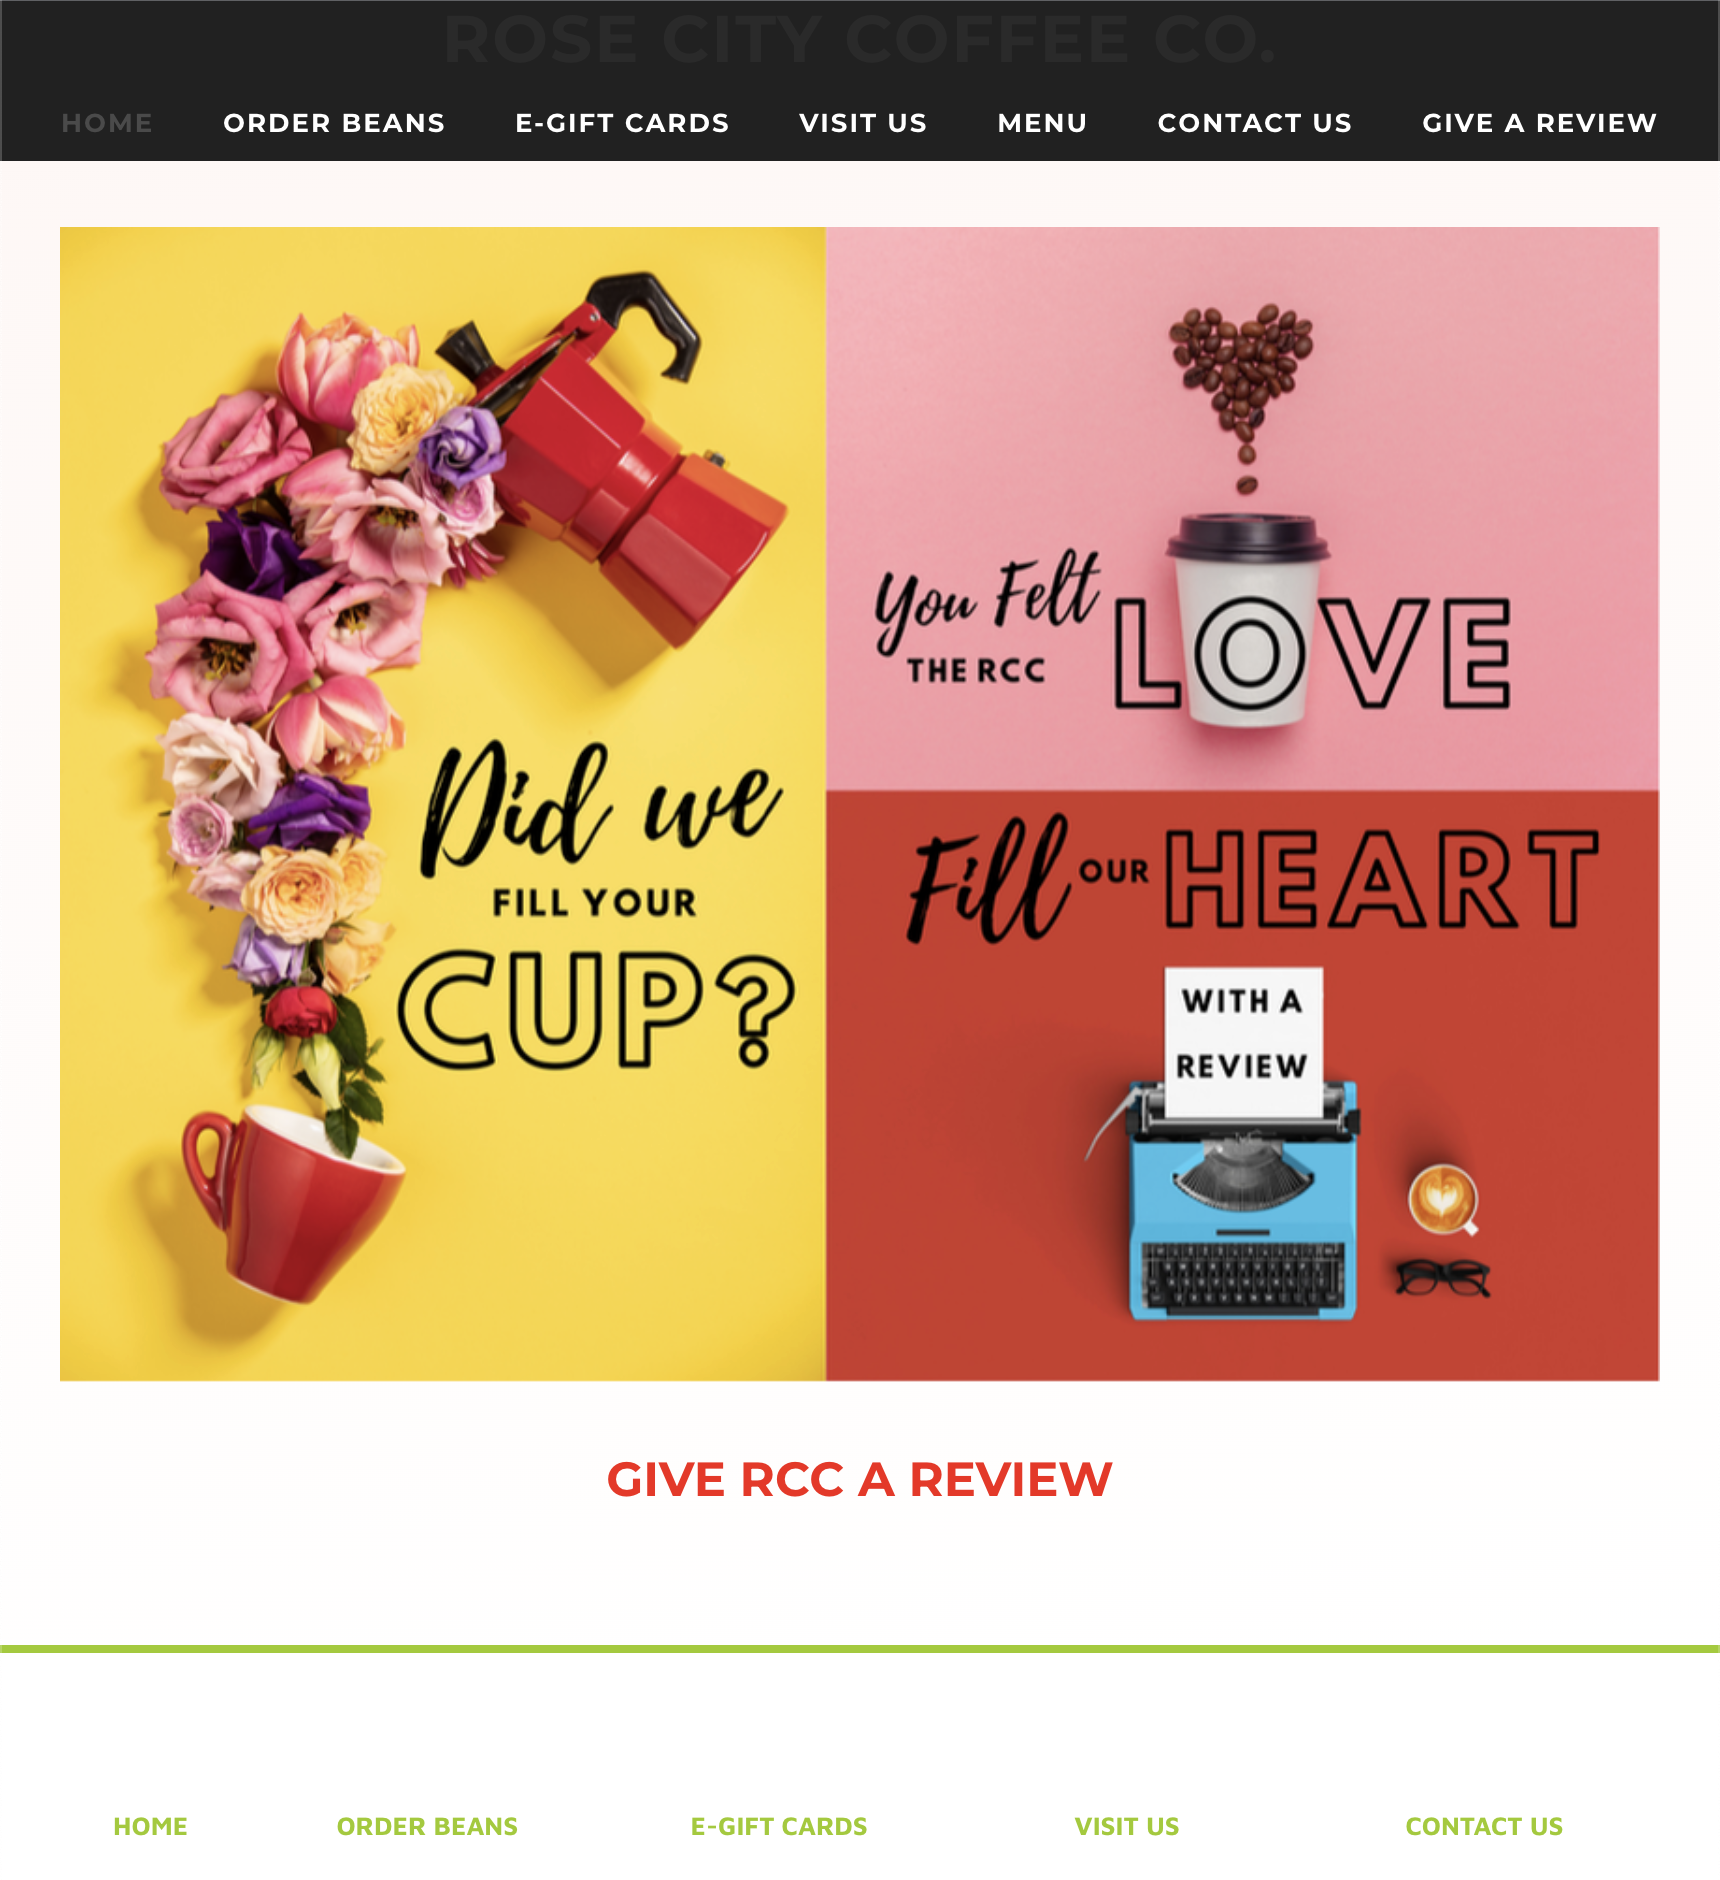 ROSE CITY COFFEE CO.
HOME ORDER BEANS E-GIFT CARDS VISIT US MENU CONTACT US GIVE A REVIEW
Did we
FILL YOUR
CUP?
You Felt
THE RCC LOVE
Fill OUR HEART
WITH A
REVIEW
GIVE RCC A REVIEW
HOME ORDER BEANS E-GIFT CARDS VISIT US CONTACT US